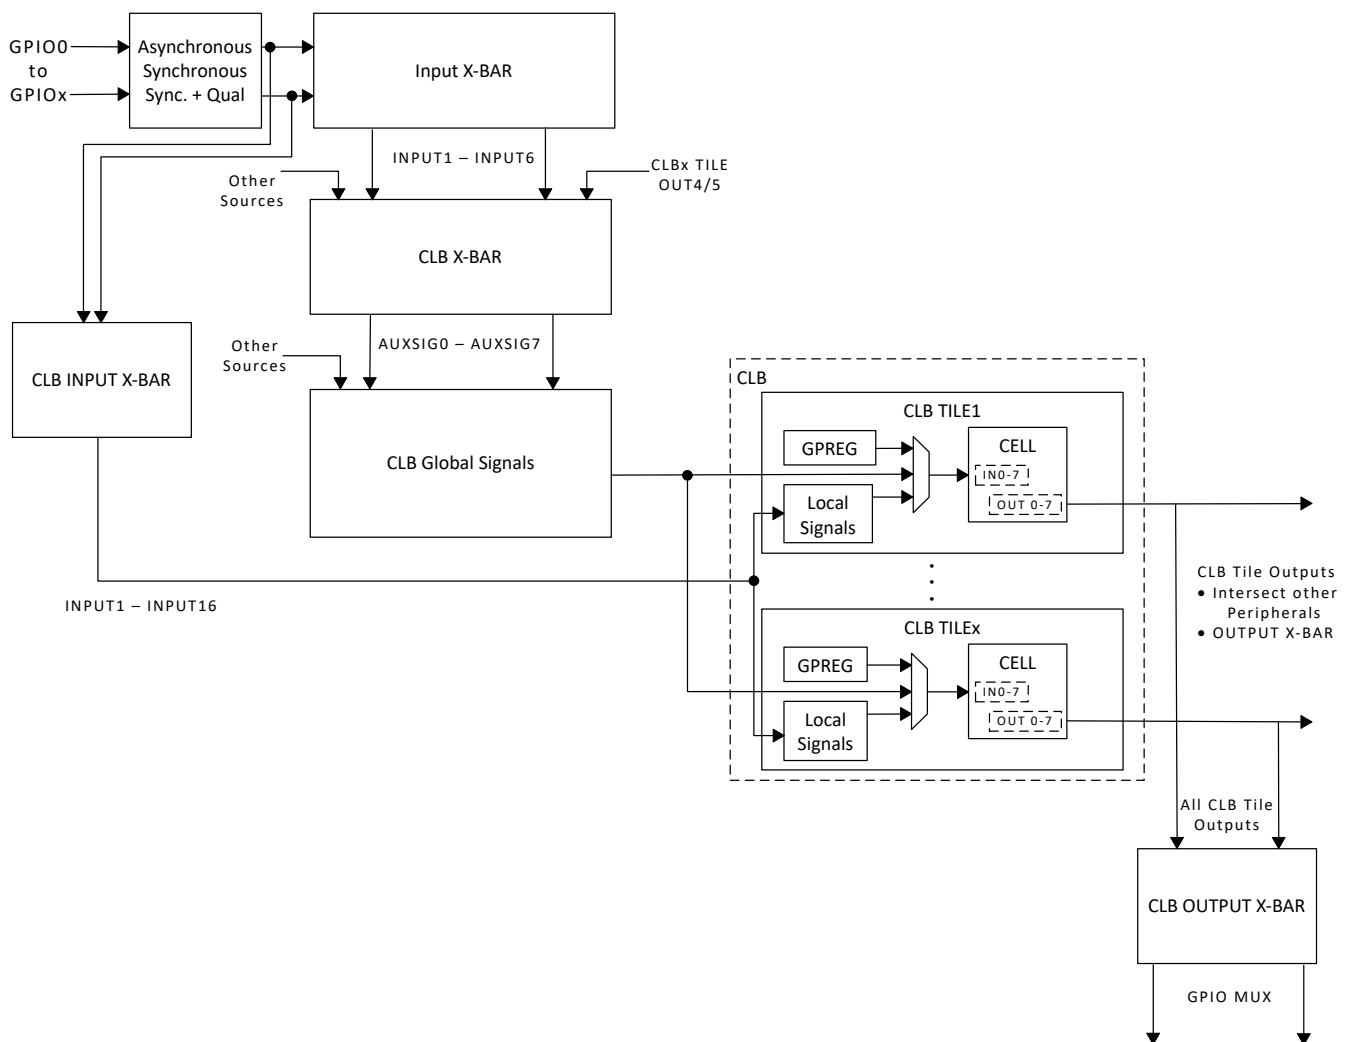 GPIO0
to
GPIOx
Asynchronous
Synchronous
Sync. + Qual
Input X-BAR
INPUT1 – INPUT6
Other
Sources
CLBx TILE
OUT4/5
CLB X-BAR
AUXSIG0 – AUXSIG7
Other
Sources
CLB INPUT X-BAR
CLB Global Signals
INPUT1 – INPUT16
CLB
CLB TILE1
GPREG
Local
Signals
CELL
IN0-7
OUT 0-7
CLB TILEx
GPREG
Local
Signals
CELL
IN0-7
OUT 0-7
CLB Tile Outputs
• Intersect other
Peripherals
• OUTPUT X-BAR
All CLB Tile
Outputs
CLB OUTPUT X-BAR
GPIO MUX